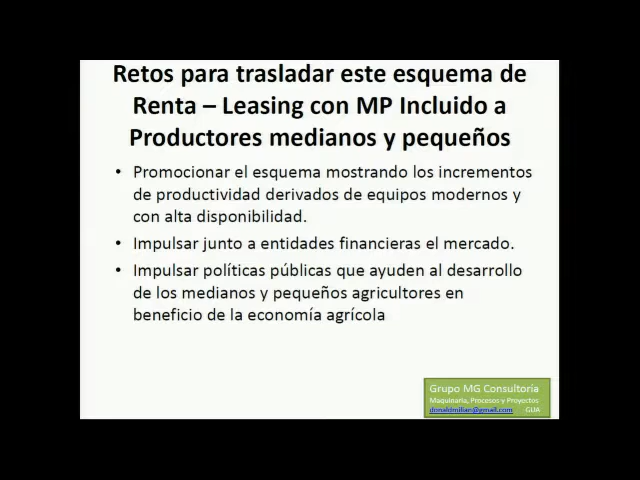 Retos para trasladar este esquema de
Renta – Leasing con MP Incluido a
Productores medianos y pequeños
• Promocionar el esquema mostrando los incrementos
de productividad derivados de equipos modernos y
con alta disponibilidad.
• Impulsar junto a entidades financieras el mercado.
• Impulsar políticas públicas que ayuden al desarrollo
de los medianos y pequeños agricultores en
beneficio de la economía agrícola
Grupo MG Consultoria
Maquinaria, Procesos y Proyectos
donaldmilian@gmail.com GUA